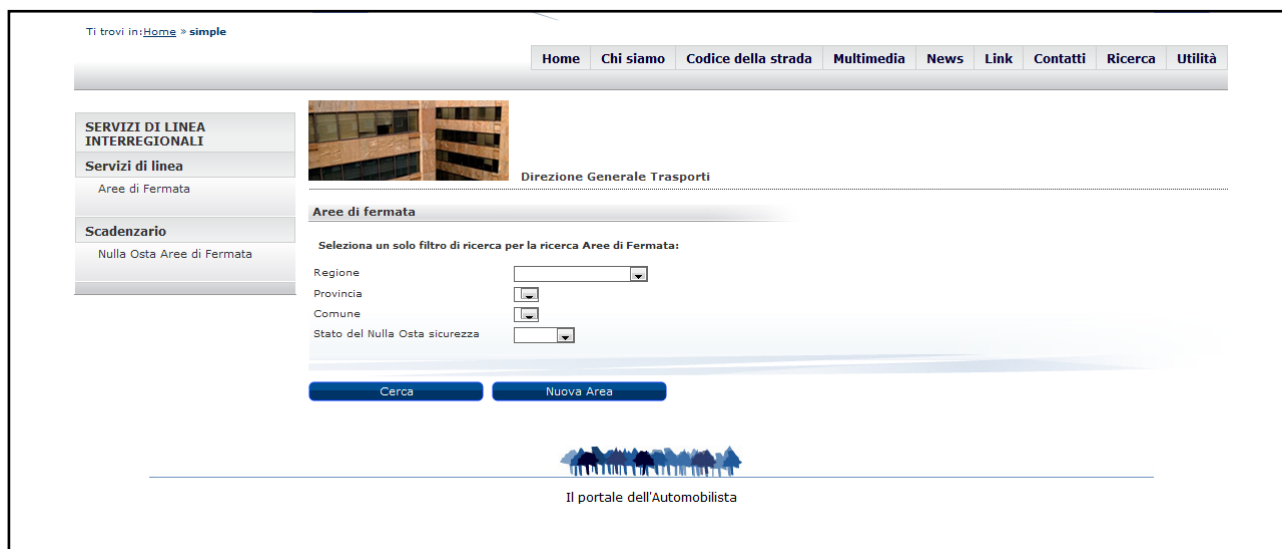 Ti trovi in:Home » simple
Home Chi siamo Codice della strada Multimedia News Link Contatti Ricerca Utilità
SERVIZI DI LINEA
INTERREGIONALI
Servizi di linea
Aree di Fermata
Scadenzario
Nulla Osta Aree di Fermata
Direzione Generale Trasporti
Aree di fermata
Seleziona un solo filtro di ricerca per la ricerca Aree di Fermata:
Regione
Provincia
Comune
Stato del Nulla Osta sicurezza
Cerca Nuova Area
Il portale dell'Automobilista